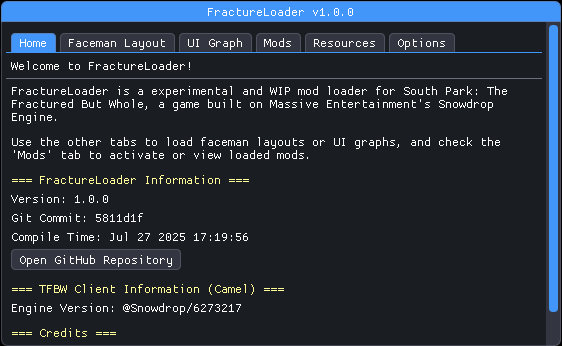 FractureLoader v1.0.0
Home Faceman Layout UI Graph Mods Resources Options
Welcome to FractureLoader!
FractureLoader is a experimental and WIP mod loader for South Park: The
Fractured But Whole, a game built on Massive Entertainment's Snowdrop
Engine.
Use the other tabs to load faceman layouts or UI graphs, and check the
'Mods' tab to activate or view loaded mods.
=== FractureLoader Information ===
Version: 1.0.0
Git Commit: 5811d1f
Compile Time: Jul 27 2025 17:19:56
Open GitHub Repository
=== TFBW Client Information (Camel) ===
Engine Version: @Snowdrop/6273217
=== Credits ===